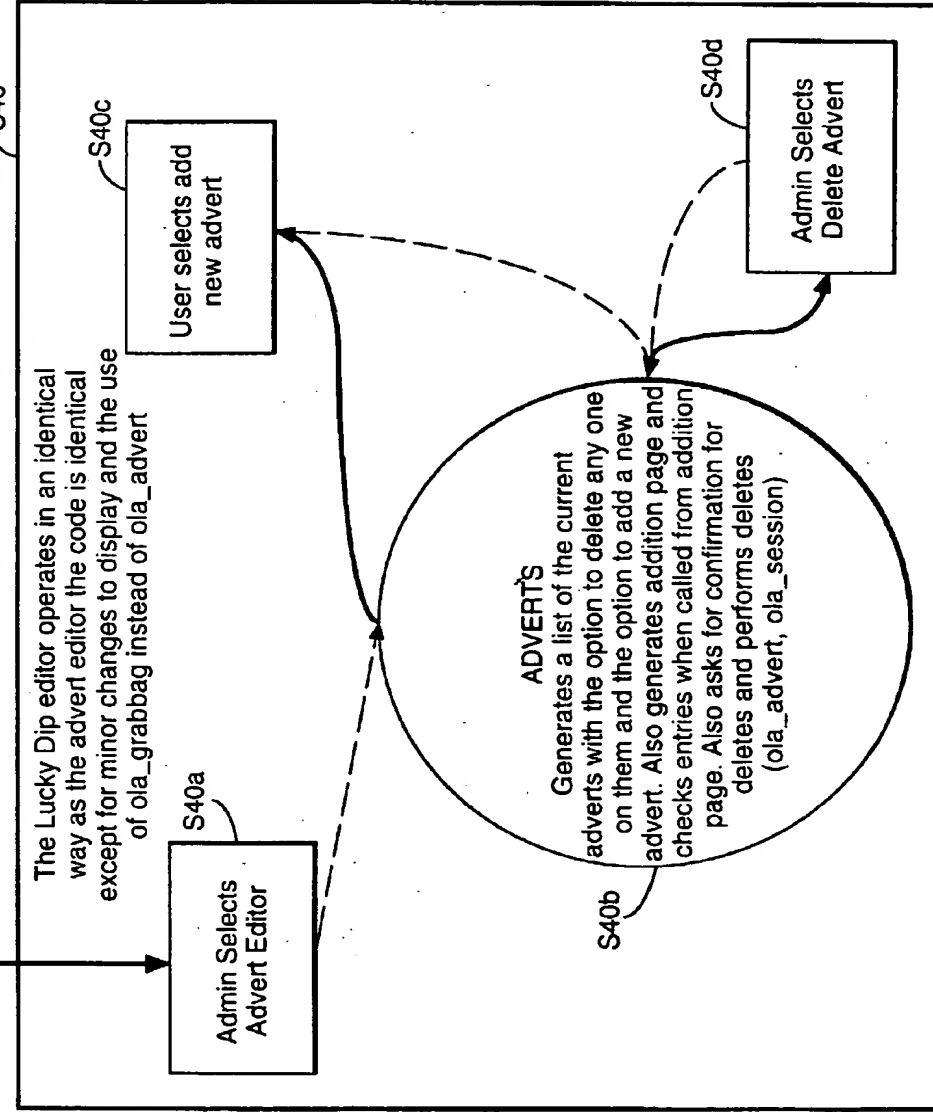 The Lucky Dip editor operates in an identical
way as the advert editor the code is identical
except for minor changes to display and the use
of ola_grabbag instead of ola_advert
S40a
Admin Selects
Advert Editor
S40c
User selects add
new advert
ADVERT'S
Generates a list of the current
adverts with the option to delete any one
on them and the option to add a new
advert. Also generates addition page and
checks entries when called from addition
page. Also asks for confirmation for
deletes and performs deletes
(ola_advert, ola_session)
S40b
S40d
Admin Selects
Delete Advert